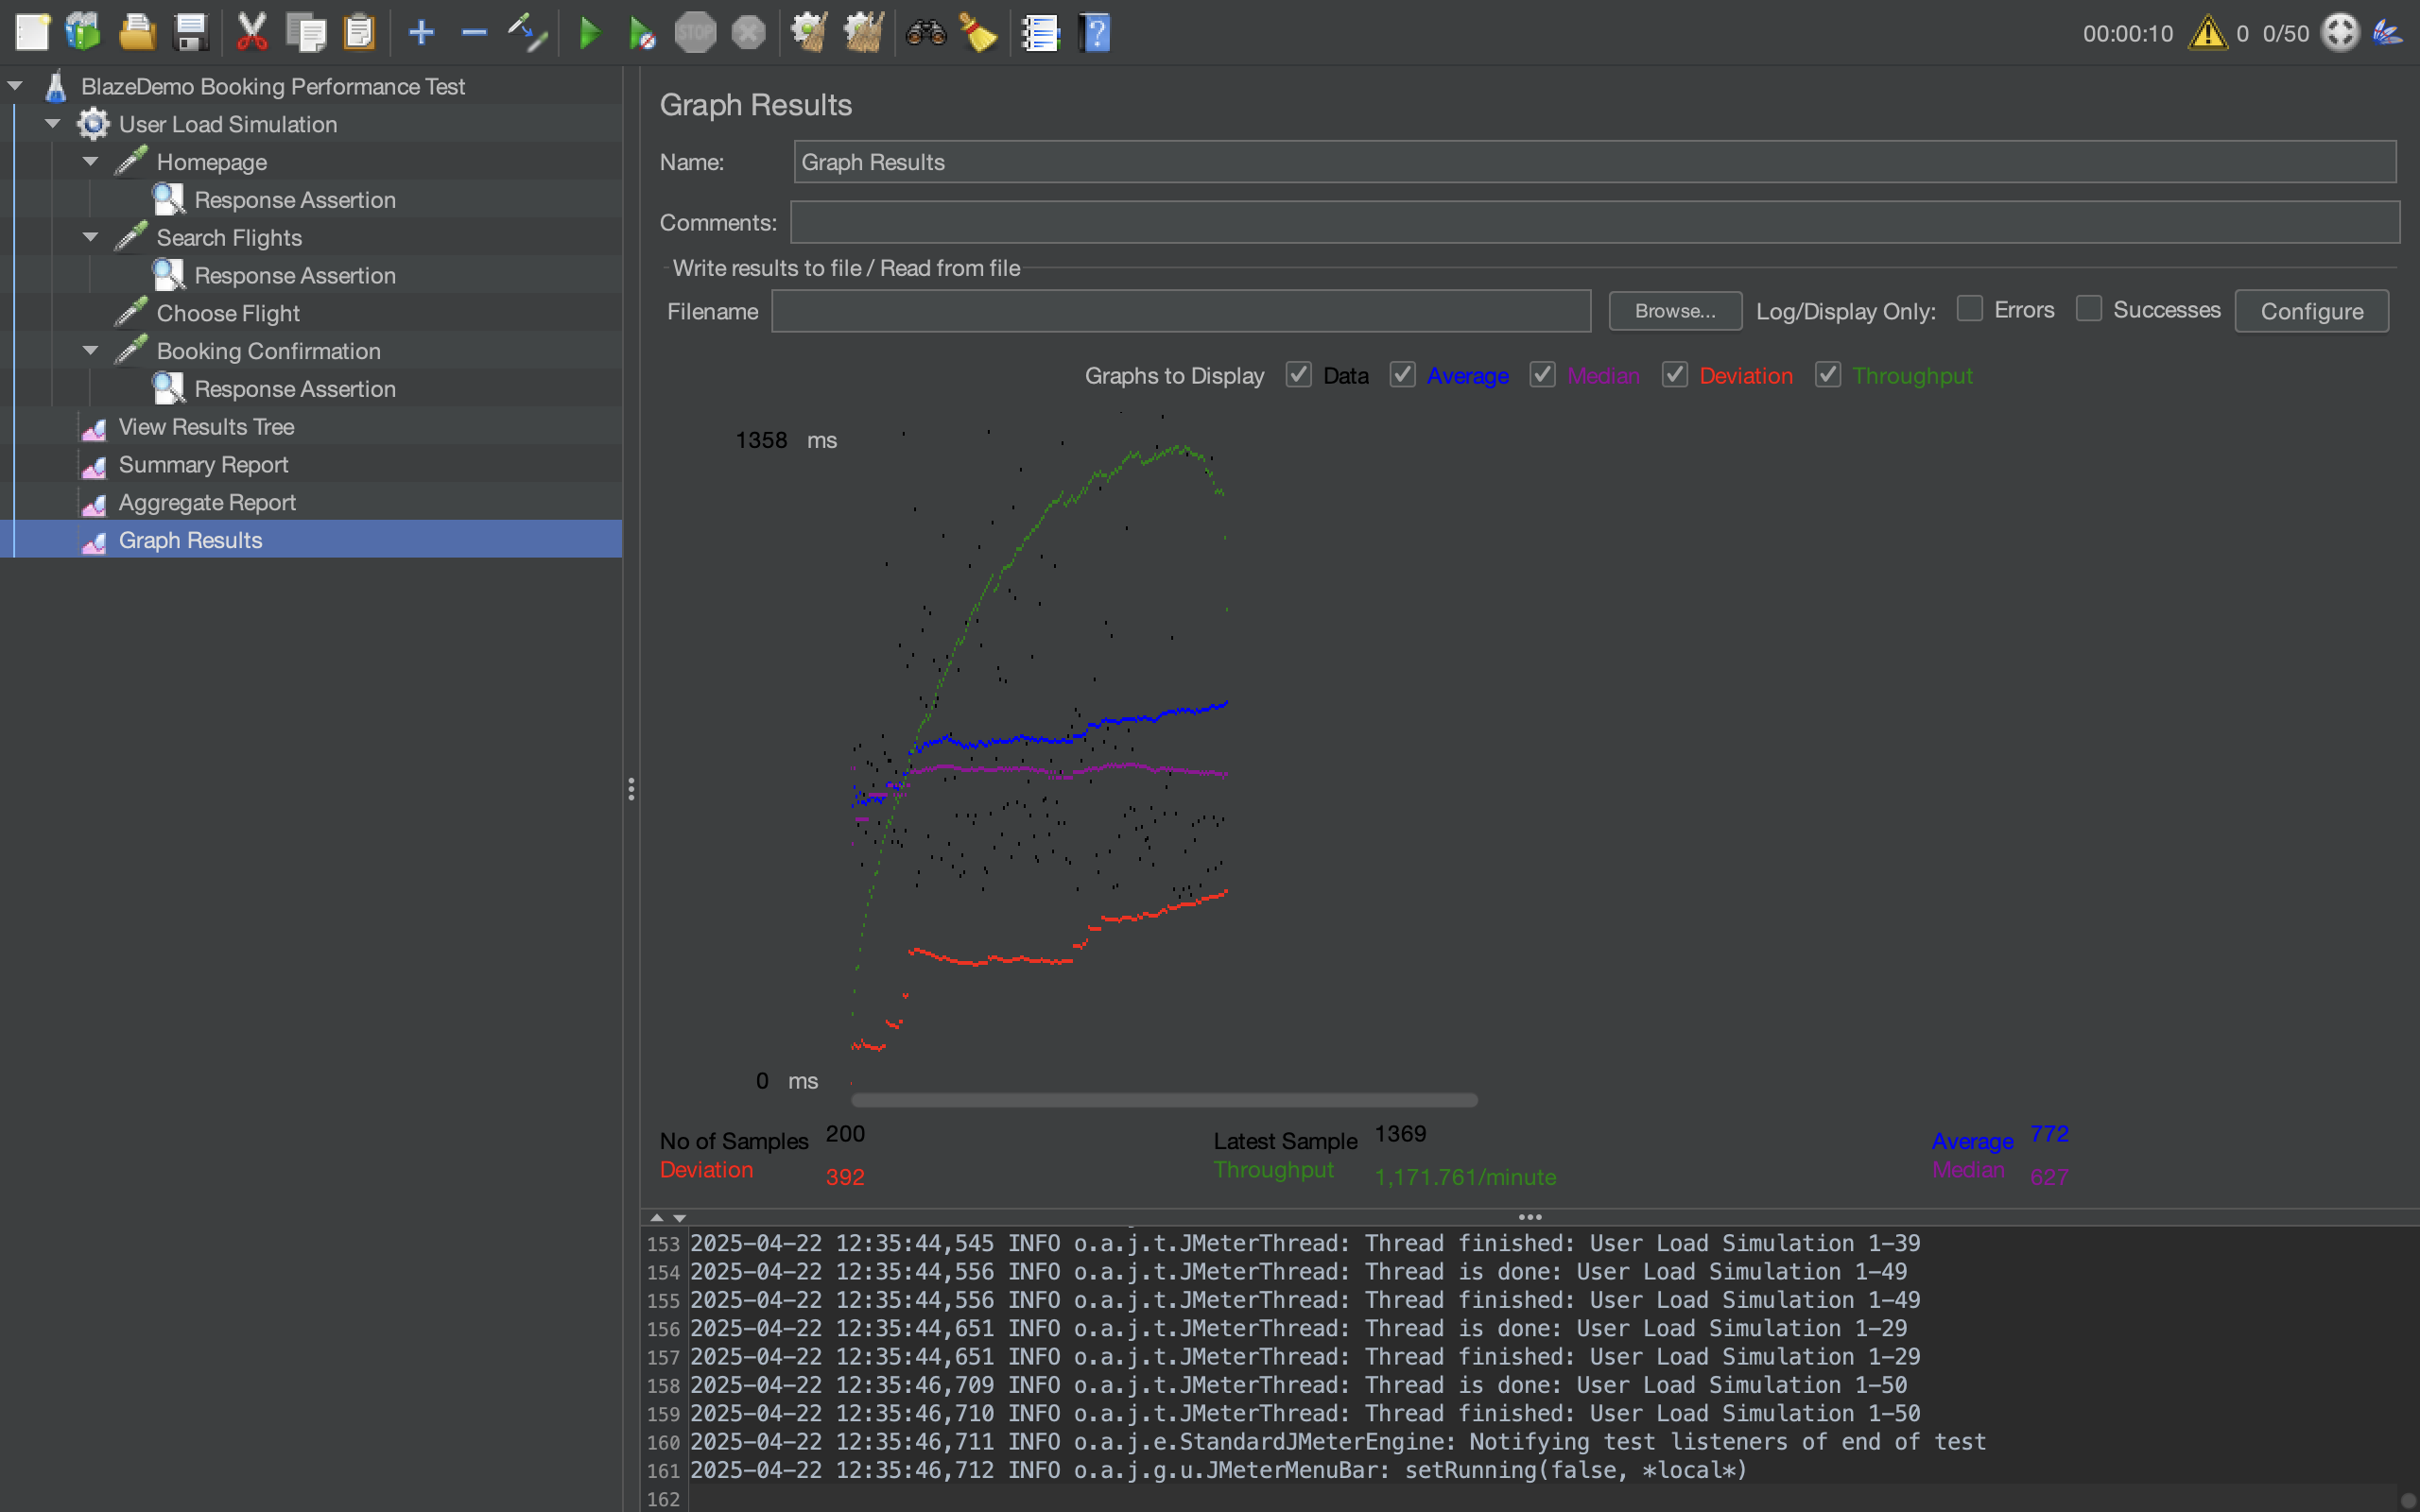 STOP
00:00:10 0 0/50
BlazeDemo Booking Performance Test
User Load Simulation
Homepage
Response Assertion
Search Flights
Response Assertion
Choose Flight
Booking Confirmation
Response Assertion
View Results Tree
Summary Report
Aggregate Report
Graph Results
Graph Results
Name: Graph Results
Comments:
Write results to file / Read from file
Filename Browse... Log/Display Only: Errors Successes Configure
Graphs to Display Data Average Median Deviation Throughput
1358 ms
0 ms
No of Samples 200 Latest Sample 1369 Average 772
Deviation 392 Throughput 1,171.761/minute Median 627
153 2025-04-22 12:35:44,545 INFO o.a.j.t.JMeterThread: Thread finished: User Load Simulation 1-39
154 2025-04-22 12:35:44,556 INFO o.a.j.t.JMeterThread: Thread is done: User Load Simulation 1-49
155 2025-04-22 12:35:44,556 INFO o.a.j.t.JMeterThread: Thread finished: User Load Simulation 1-49
156 2025-04-22 12:35:44,651 INFO o.a.j.t.JMeterThread: Thread is done: User Load Simulation 1-29
157 2025-04-22 12:35:44,651 INFO o.a.j.t.JMeterThread: Thread finished: User Load Simulation 1-29
158 2025-04-22 12:35:46,709 INFO o.a.j.t.JMeterThread: Thread is done: User Load Simulation 1-50
159 2025-04-22 12:35:46,710 INFO o.a.j.t.JMeterThread: Thread finished: User Load Simulation 1-50
160 2025-04-22 12:35:46,711 INFO o.a.j.e.StandardJMeterEngine: Notifying test listeners of end of test
161 2025-04-22 12:35:46,712 INFO o.a.j.g.u.JMeterMenuBar: setRunning(false, *local*)
162